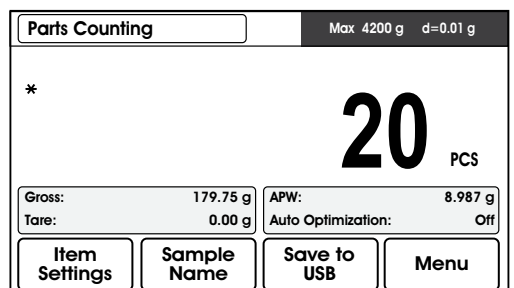 Parts Counting
Max 4200 g d=0.01 g
*
20 PCS
Gross: 179.75 g
Tare: 0.00 g
APW: 8.987 g
Auto Optimization: Off
Item
Settings
Sample
Name
Save to
USB
Menu